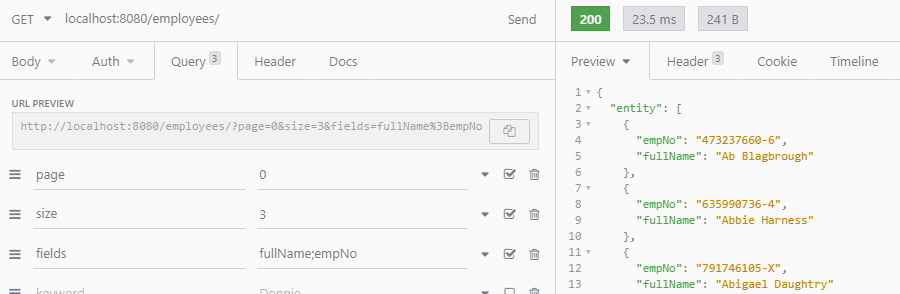 GET localhost:8080/employees/ Send
Body Auth Query 3 Header Docs
URL PREVIEW
http://localhost:8080/employees/?page=0&size=3&fields=fullName%3BempNo
page 0
size 3
fields fullName;empNo
keyword Donnie
200 23.5 ms 241 B
Preview Header 3 Cookie Timeline
1 {
2 "entity": [
3 {
4 "empNo": "473237660-6",
5 "fullName": "Ab Blagbrough"
6 },
7 {
8 "empNo": "635990736-4",
9 "fullName": "Abbie Harness"
10 },
11 {
12 "empNo": "791746105-X",
13 "fullName": "Abigael Daughtry"